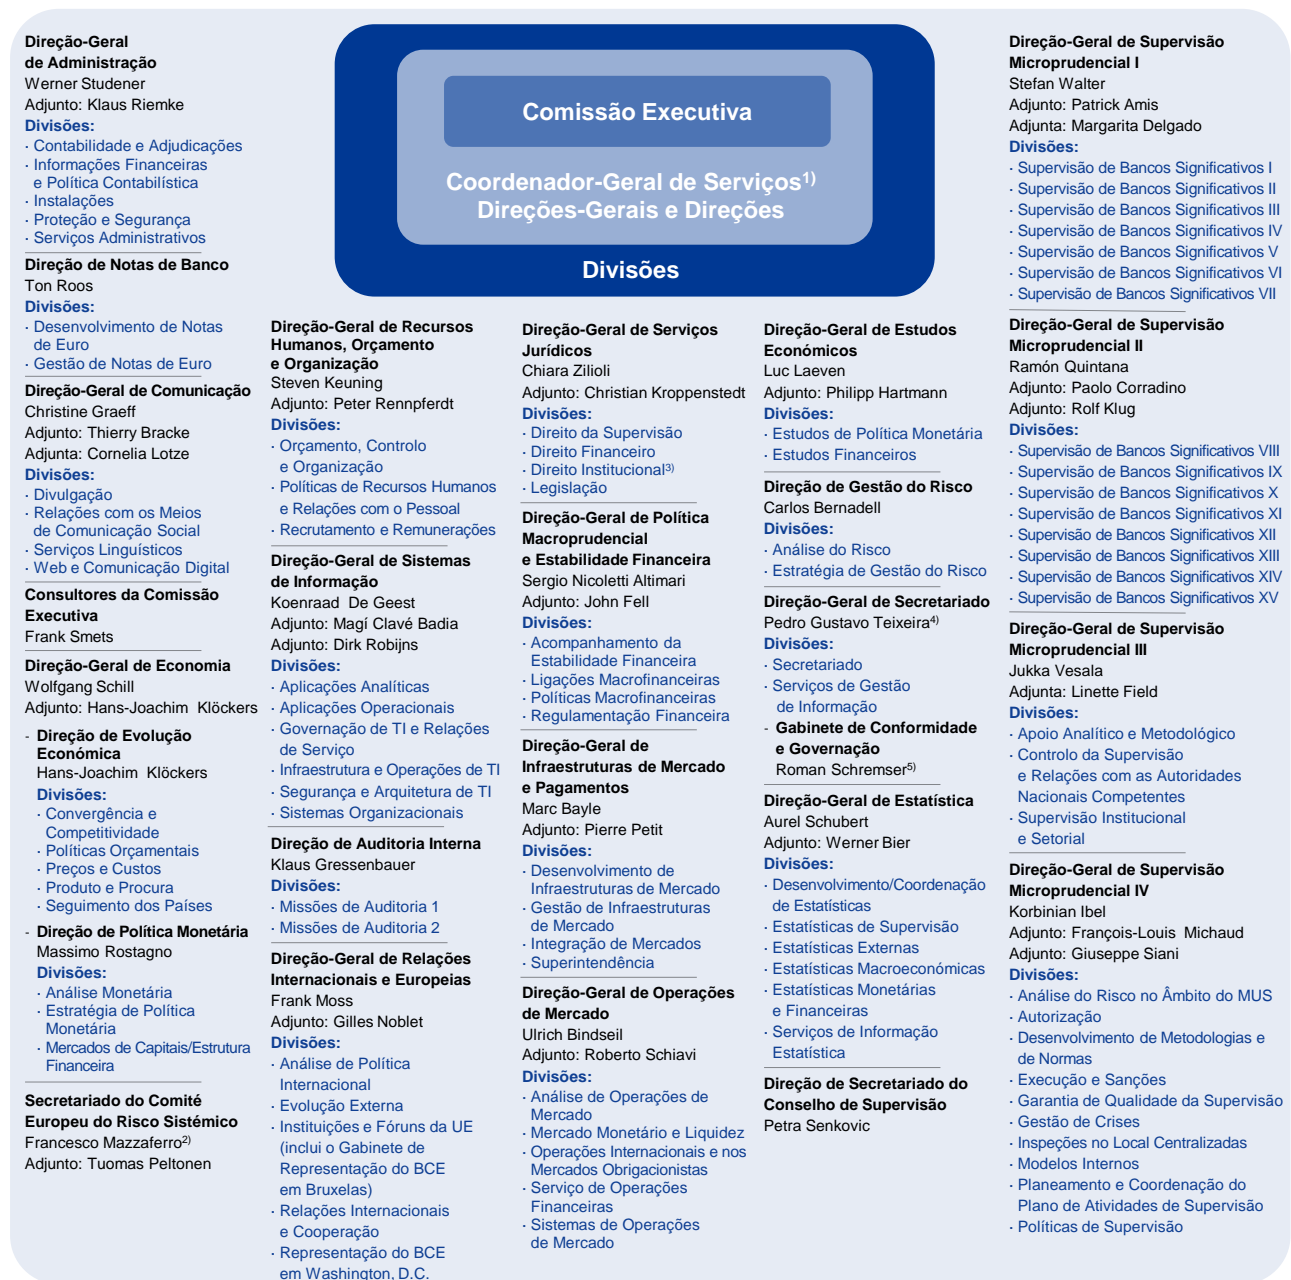 Comissão Executiva
Coordenador-Geral de Serviços1)
Direções-Gerais e Direções
Divisões
Direção-Geral
de Administração
Werner Studener
Adjunto: Klaus Riemke
Divisões:
· Contabilidade e Adjudicações
· Informações Financeiras
e Política Contabilística
· Instalações
· Proteção e Segurança
· Serviços Administrativos
Direção de Notas de Banco
Ton Roos
Divisões:
· Desenvolvimento de Notas
de Euro
· Gestão de Notas de Euro
Direção-Geral de Comunicação
Christine Graeff
Adjunto: Thierry Bracke
Adjunta: Cornelia Lotze
Divisões:
· Divulgação
· Relações com os Meios
de Comunicação Social
· Serviços Linguísticos
· Web e Comunicação Digital
Consultores da Comissão
Executiva
Frank Smets
Direção-Geral de Economia
Wolfgang Schill
Adjunto: Hans-Joachim Klöckers
- Direção de Evolução
Económica
Hans-Joachim Klöckers
Divisões:
· Convergência e
Competitividade
· Políticas Orçamentais
· Preços e Custos
· Produto e Procura
· Seguimento dos Países
- Direção de Política Monetária
Massimo Rostagno
Divisões:
· Análise Monetária
· Estratégia de Política
Monetária
· Mercados de Capitais/Estrutura
Financeira
Secretariado do Comité
Europeu do Risco Sistémico
Francesco Mazzaferro2)
Adjunto: Tuomas Peltonen
Direção-Geral de Recursos
Humanos, Orçamento
e Organização
Steven Keuning
Adjunto: Peter Rennpferdt
Divisões:
· Orçamento, Controlo
e Organização
· Políticas de Recursos Humanos
e Relações com o Pessoal
· Recrutamento e Remunerações
Direção-Geral de Sistemas
de Informação
Koenraad De Geest
Adjunto: Magí Clavé Badia
Adjunto: Dirk Robijns
Divisões:
· Aplicações Analíticas
· Aplicações Operacionais
· Governação de TI e Relações
de Serviço
· Infraestrutura e Operações de TI
· Segurança e Arquitetura de TI
· Sistemas Organizacionais
Direção de Auditoria Interna
Klaus Gressenbauer
Divisões:
· Missões de Auditoria 1
· Missões de Auditoria 2
Direção-Geral de Relações
Internacionais e Europeias
Frank Moss
Adjunto: Gilles Noblet
Divisões:
· Análise de Política
Internacional
· Evolução Externa
· Instituições e Fóruns da UE
(inclui o Gabinete de
Representação do BCE
em Bruxelas)
· Relações Internacionais
e Cooperação
· Representação do BCE
em Washington, D.C.
Direção-Geral de Serviços
Jurídicos
Chiara Zilioli
Adjunto: Christian Kroppenstedt
Divisões:
· Direito da Supervisão
· Direito Financeiro
· Direito Institucional3)
· Legislação
Direção-Geral de Política
Macroprudencial
e Estabilidade Financeira
Sergio Nicoletti Altimari
Adjunto: John Fell
Divisões:
· Acompanhamento da
Estabilidade Financeira
· Ligações Macrofinanceiras
· Políticas Macrofinanceiras
· Regulamentação Financeira
Direção-Geral de
Infraestruturas de Mercado
e Pagamentos
Marc Bayle
Adjunto: Pierre Petit
Divisões:
· Desenvolvimento de
Infraestruturas de Mercado
· Gestão de Infraestruturas
de Mercado
· Integração de Mercados
· Superintendência
Direção-Geral de Operações
de Mercado
Ulrich Bindseil
Adjunto: Roberto Schiavi
Divisões:
· Análise de Operações de
Mercado
· Mercado Monetário e Liquidez
· Operações Internacionais e nos
Mercados Obrigacionistas
· Serviço de Operações
Financeiras
· Sistemas de Operações
de Mercado
Direção-Geral de Estudos
Económicos
Luc Laeven
Adjunto: Philipp Hartmann
Divisões:
· Estudos de Política Monetária
· Estudos Financeiros
Direção de Gestão do Risco
Carlos Bernadell
Divisões:
· Análise do Risco
· Estratégia de Gestão do Risco
Direção-Geral de Secretariado
Pedro Gustavo Teixeira4)
Divisões:
· Secretariado
· Serviços de Gestão
de Informação
- Gabinete de Conformidade
e Governação
Roman Schremser5)
Direção-Geral de Estatística
Aurel Schubert
Adjunto: Werner Bier
Divisões:
· Desenvolvimento/Coordenação
de Estatísticas
· Estatísticas de Supervisão
· Estatísticas Externas
· Estatísticas Macroeconómicas
· Estatísticas Monetárias
e Financeiras
· Serviços de Informação
Estatística
Direção de Secretariado do
Conselho de Supervisão
Petra Senkovic
Direção-Geral de Supervisão
Microprudencial I
Stefan Walter
Adjunto: Patrick Amis
Adjunta: Margarita Delgado
Divisões:
· Supervisão de Bancos Significativos I
· Supervisão de Bancos Significativos II
· Supervisão de Bancos Significativos III
· Supervisão de Bancos Significativos IV
· Supervisão de Bancos Significativos V
· Supervisão de Bancos Significativos VI
· Supervisão de Bancos Significativos VII
Direção-Geral de Supervisão
Microprudencial II
Ramón Quintana
Adjunto: Paolo Corradino
Adjunto: Rolf Klug
Divisões:
· Supervisão de Bancos Significativos VIII
· Supervisão de Bancos Significativos IX
· Supervisão de Bancos Significativos X
· Supervisão de Bancos Significativos XI
· Supervisão de Bancos Significativos XII
· Supervisão de Bancos Significativos XIII
· Supervisão de Bancos Significativos XIV
· Supervisão de Bancos Significativos XV
Direção-Geral de Supervisão
Microprudencial III
Jukka Vesala
Adjunta: Linette Field
Divisões:
· Apoio Analítico e Metodológico
· Controlo da Supervisão
e Relações com as Autoridades
Nacionais Competentes
· Supervisão Institucional
e Setorial
Direção-Geral de Supervisão
Microprudencial IV
Korbinian Ibel
Adjunto: François-Louis Michaud
Adjunto: Giuseppe Siani
Divisões:
· Análise do Risco no Âmbito do MUS
· Autorização
· Desenvolvimento de Metodologias e
de Normas
· Execução e Sanções
· Garantia de Qualidade da Supervisão
· Gestão de Crises
· Inspeções no Local Centralizadas
· Modelos Internos
· Planeamento e Coordenação do
Plano de Atividades de Supervisão
· Políticas de Supervisão